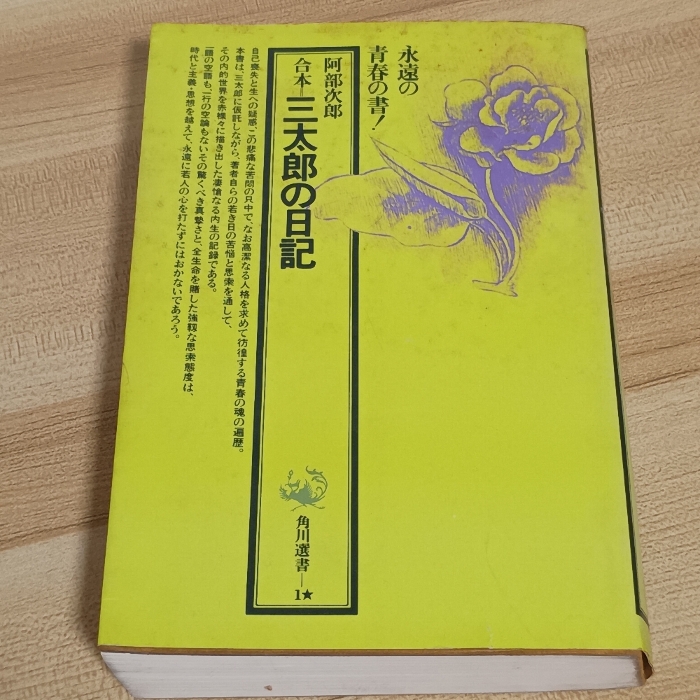 永遠の
青春の書!
阿部次郎
合本 三太郎の日記
角川選書―1★
自己喪失と生への疑惑、この悲痛な苦悶の只中で、なお高潔なる人格を求めて彷徨する青春の魂の遍歴。
本書は、三太郎に仮託しながら、著者自らの若き日の苦悩と思索を通して、
その内的世界を赤裸々に描き出した凄愴なる内生の記録である。
一語の空語も、一行の空論もないその驚くべき真摯さと、全生命を賭した強靱な思索態度は、
時代と主義・思想を越えて、永遠に若人の心を打たずにはおかないであろう。